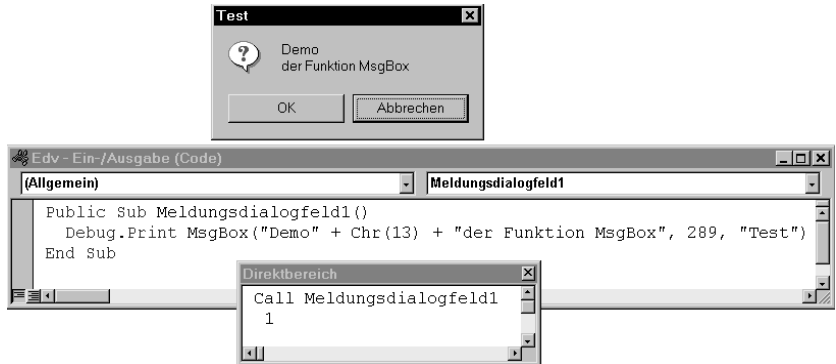 Test
?
Demo
der Funktion MsgBox
OK
Abbrechen
Edv - Ein-/Ausgabe (Code)
(Allgemein)
Meldungsdialogfeld1
Public Sub Meldungsdialogfeld1()
Debug.Print MsgBox("Demo" + Chr(13) + "der Funktion MsgBox", 289, "Test")
End Sub
Direktbereich
Call Meldungsdialogfeld1
1